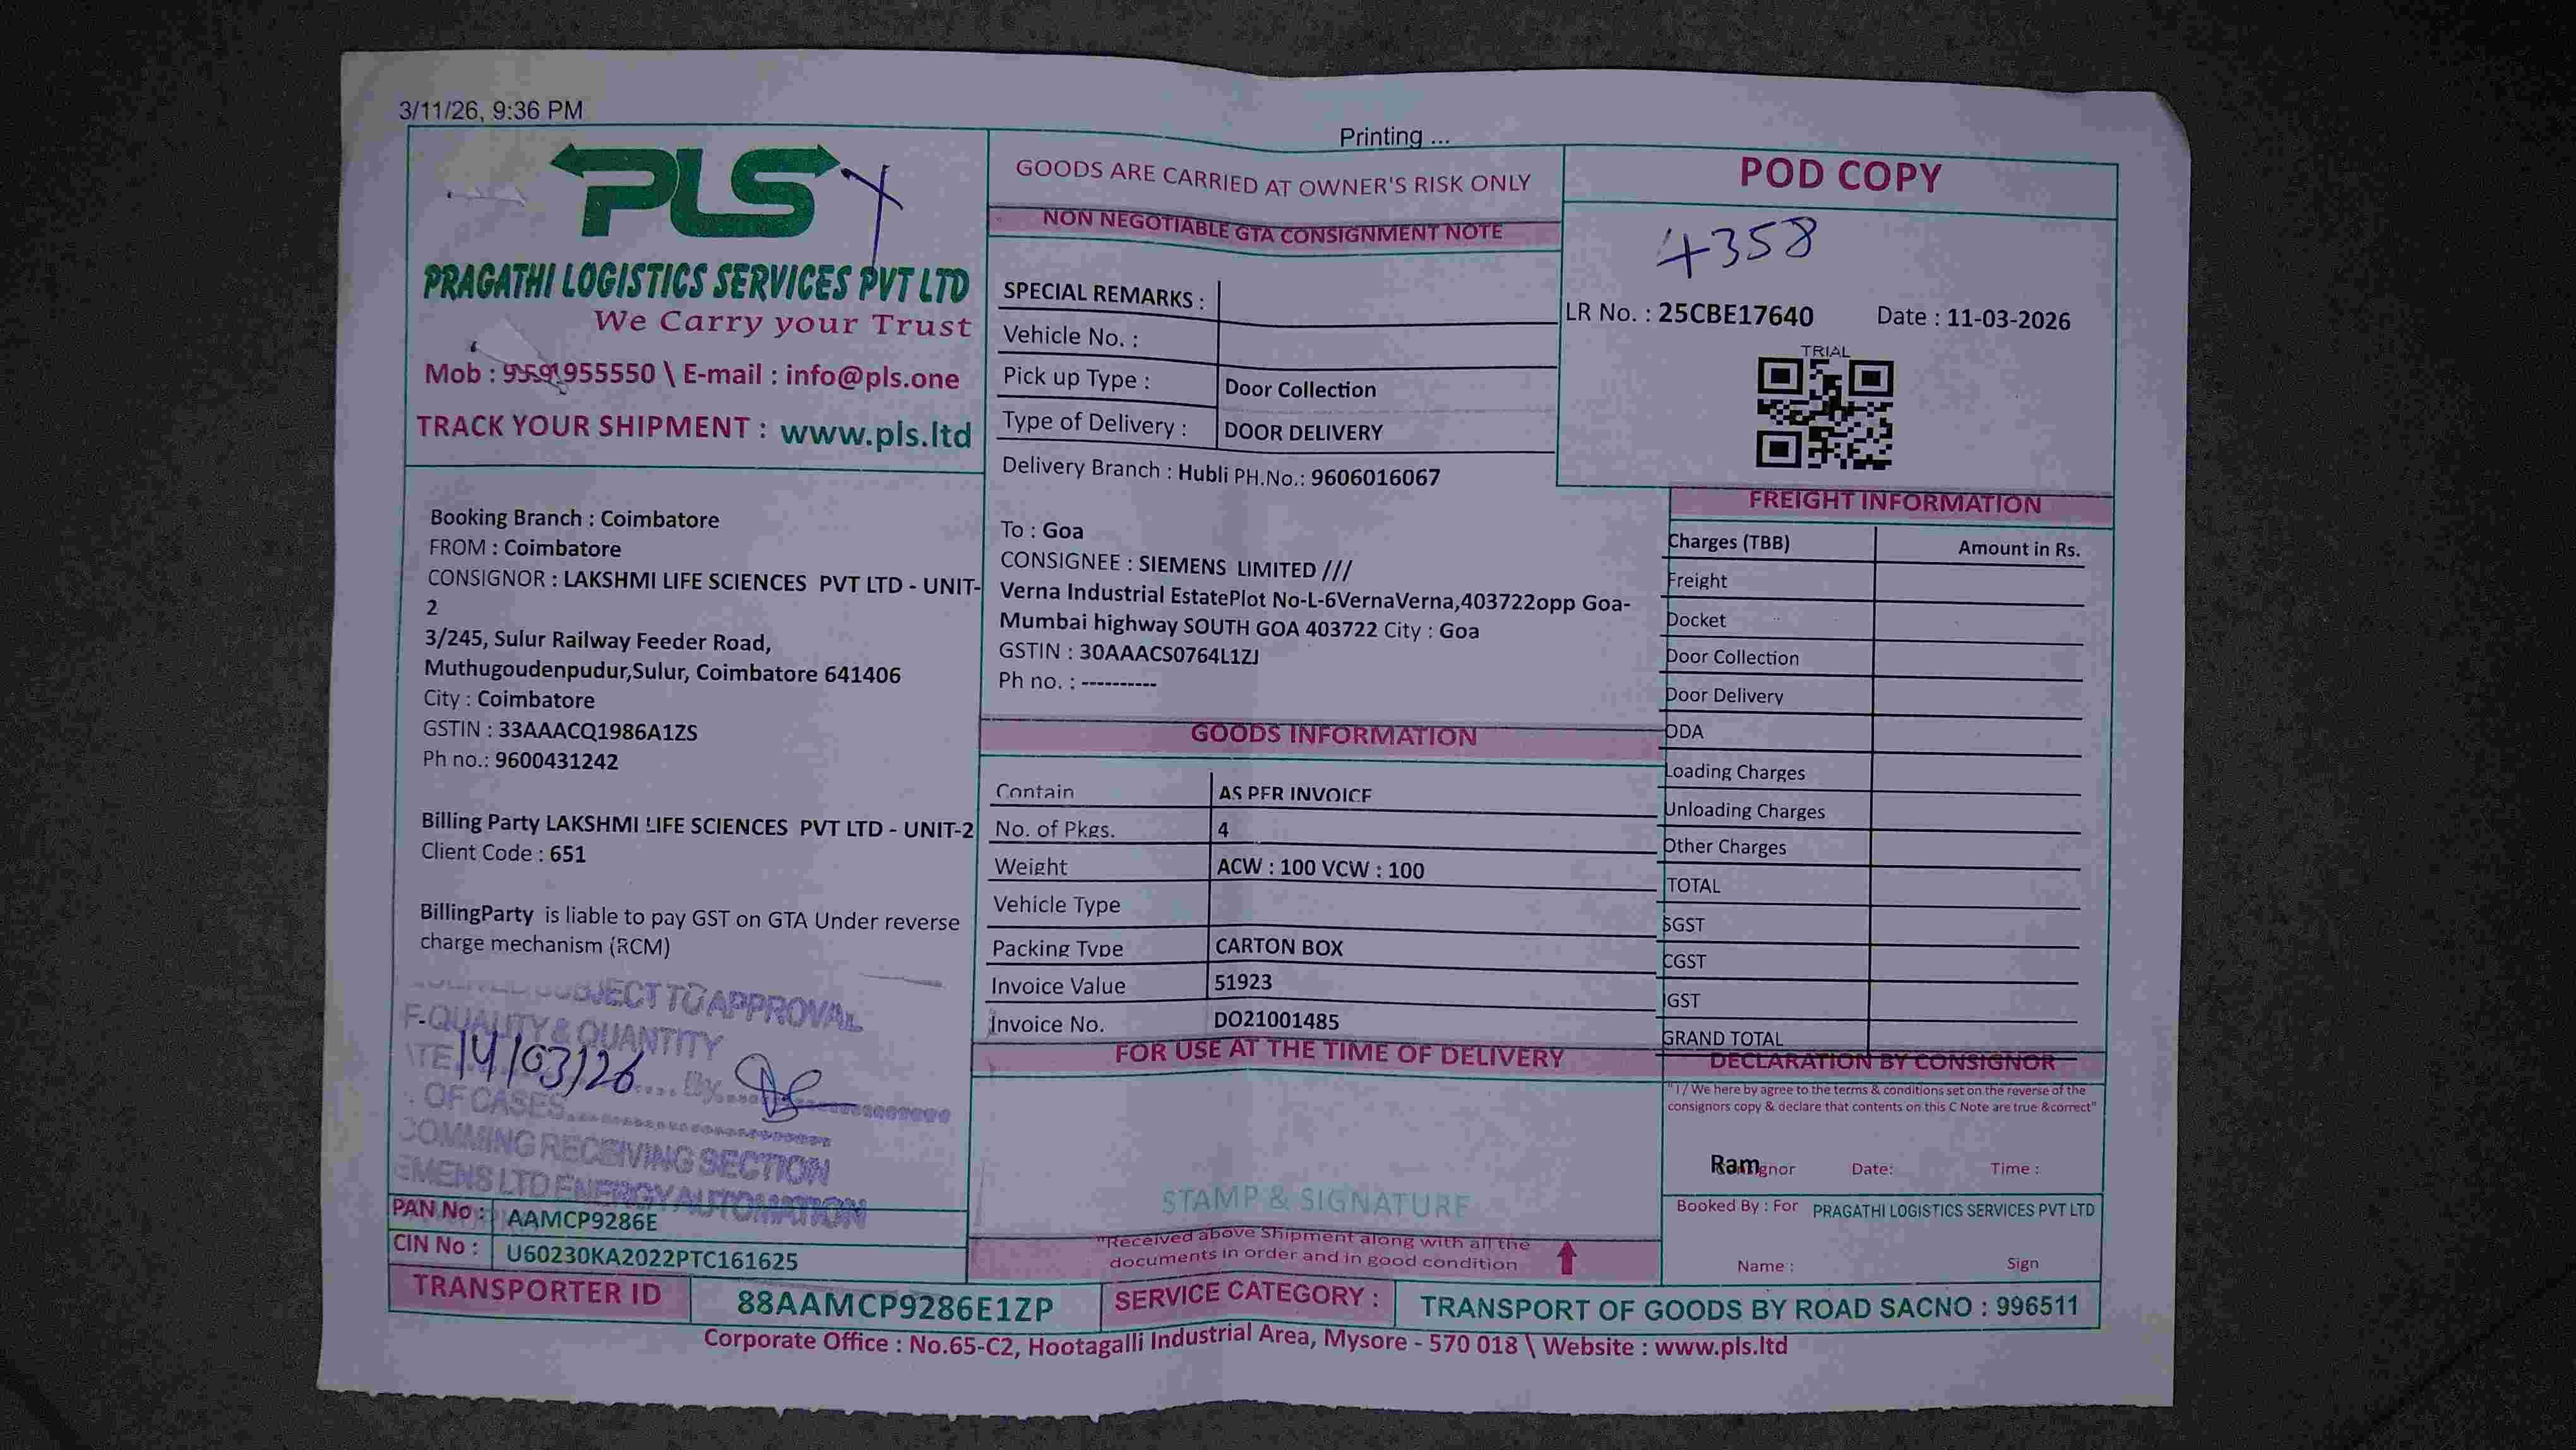 3/11/26, 9:36 PM
Printing ...
PLS
PRAGATHI LOGISTICS SERVICES PVT LTD
We Carry your Trust
Mob : 9591955550 \ E-mail : info@pls.one
TRACK YOUR SHIPMENT : www.pls.ltd
GOODS ARE CARRIED AT OWNER'S RISK ONLY
NON NEGOTIABLE GTA CONSIGNMENT NOTE
SPECIAL REMARKS :
Vehicle No. :
Pick up Type : Door Collection
Type of Delivery : DOOR DELIVERY
Delivery Branch : Hubli PH.No.: 9606016067
POD COPY
4358
LR No. : 25CBE17640 Date : 11-03-2026
TRIAL
Booking Branch : Coimbatore
FROM : Coimbatore
CONSIGNOR : LAKSHMI LIFE SCIENCES PVT LTD - UNIT-
2
3/245, Sulur Railway Feeder Road,
Muthugoudenpudur,Sulur, Coimbatore 641406
City : Coimbatore
GSTIN : 33AAACQ1986A1ZS
Ph no.: 9600431242
Billing Party LAKSHMI LIFE SCIENCES PVT LTD - UNIT-2
Client Code : 651
BillingParty is liable to pay GST on GTA Under reverse
charge mechanism (RCM)
To : Goa
CONSIGNEE : SIEMENS LIMITED ///
Verna Industrial EstatePlot No-L-6VernaVerna,403722opp Goa-
Mumbai highway SOUTH GOA 403722 City : Goa
GSTIN : 30AAACS0764L1ZJ
Ph no. : ----------
GOODS INFORMATION
Contain AS PER INVOICE
No. of Pkgs. 4
Weight ACW : 100 VCW : 100
Vehicle Type
Packing Type CARTON BOX
Invoice Value 51923
Invoice No. DO21001485
FREIGHT INFORMATION
Charges (TBB) Amount in Rs.
Freight
Docket
Door Collection
Door Delivery
ODA
Loading Charges
Unloading Charges
Other Charges
TOTAL
SGST
CGST
IGST
GRAND TOTAL
SUBJECT TO APPROVAL
F-QUALITY & QUANTITY
ATE 14/03/26 By
OF CASES
COMMING RECEIVING SECTION
EMENS LTD ENERGY AUTOMATION
FOR USE AT THE TIME OF DELIVERY
STAMP & SIGNATURE
"Received above Shipment along with all the
documents in order and in good condition
DECLARATION BY CONSIGNOR
"I / We here by agree to the terms & conditions set on the reverse of the
consignors copy & declare that contents on this C Note are true &correct"
Ram Date: Time :
Booked By : For PRAGATHI LOGISTICS SERVICES PVT LTD
Name : Sign
PAN No : AAMCP9286E
CIN No : U60230KA2022PTC161625
TRANSPORTER ID 88AAMCP9286E1ZP SERVICE CATEGORY : TRANSPORT OF GOODS BY ROAD SACNO : 996511
Corporate Office : No.65-C2, Hootagalli Industrial Area, Mysore - 570 018 \ Website : www.pls.ltd